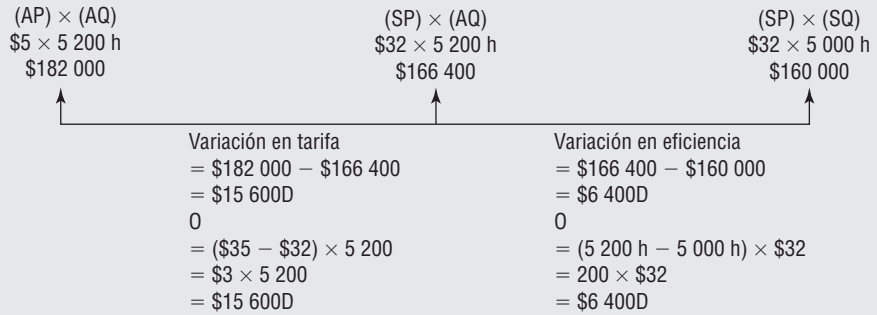 (AP) × (AQ)
$5 × 5 200 h
$182 000
(SP) × (AQ)
$32 × 5 200 h
$166 400
(SP) × (SQ)
$32 × 5 000 h
$160 000
Variación en tarifa
= $182 000 − $166 400
= $15 600D
O
= ($35 − $32) × 5 200
= $3 × 5 200
= $15 600D
Variación en eficiencia
= $166 400 − $160 000
= $6 400D
O
= (5 200 h − 5 000 h) × $32
= 200 × $32
= $6 400D